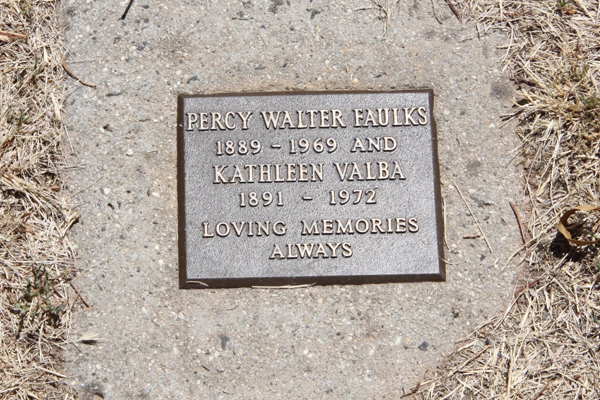 PERCY WALTER FAULKS
1889 - 1969 AND
KATHLEEN VALBA
1891 - 1972
LOVING MEMORIES
ALWAYS